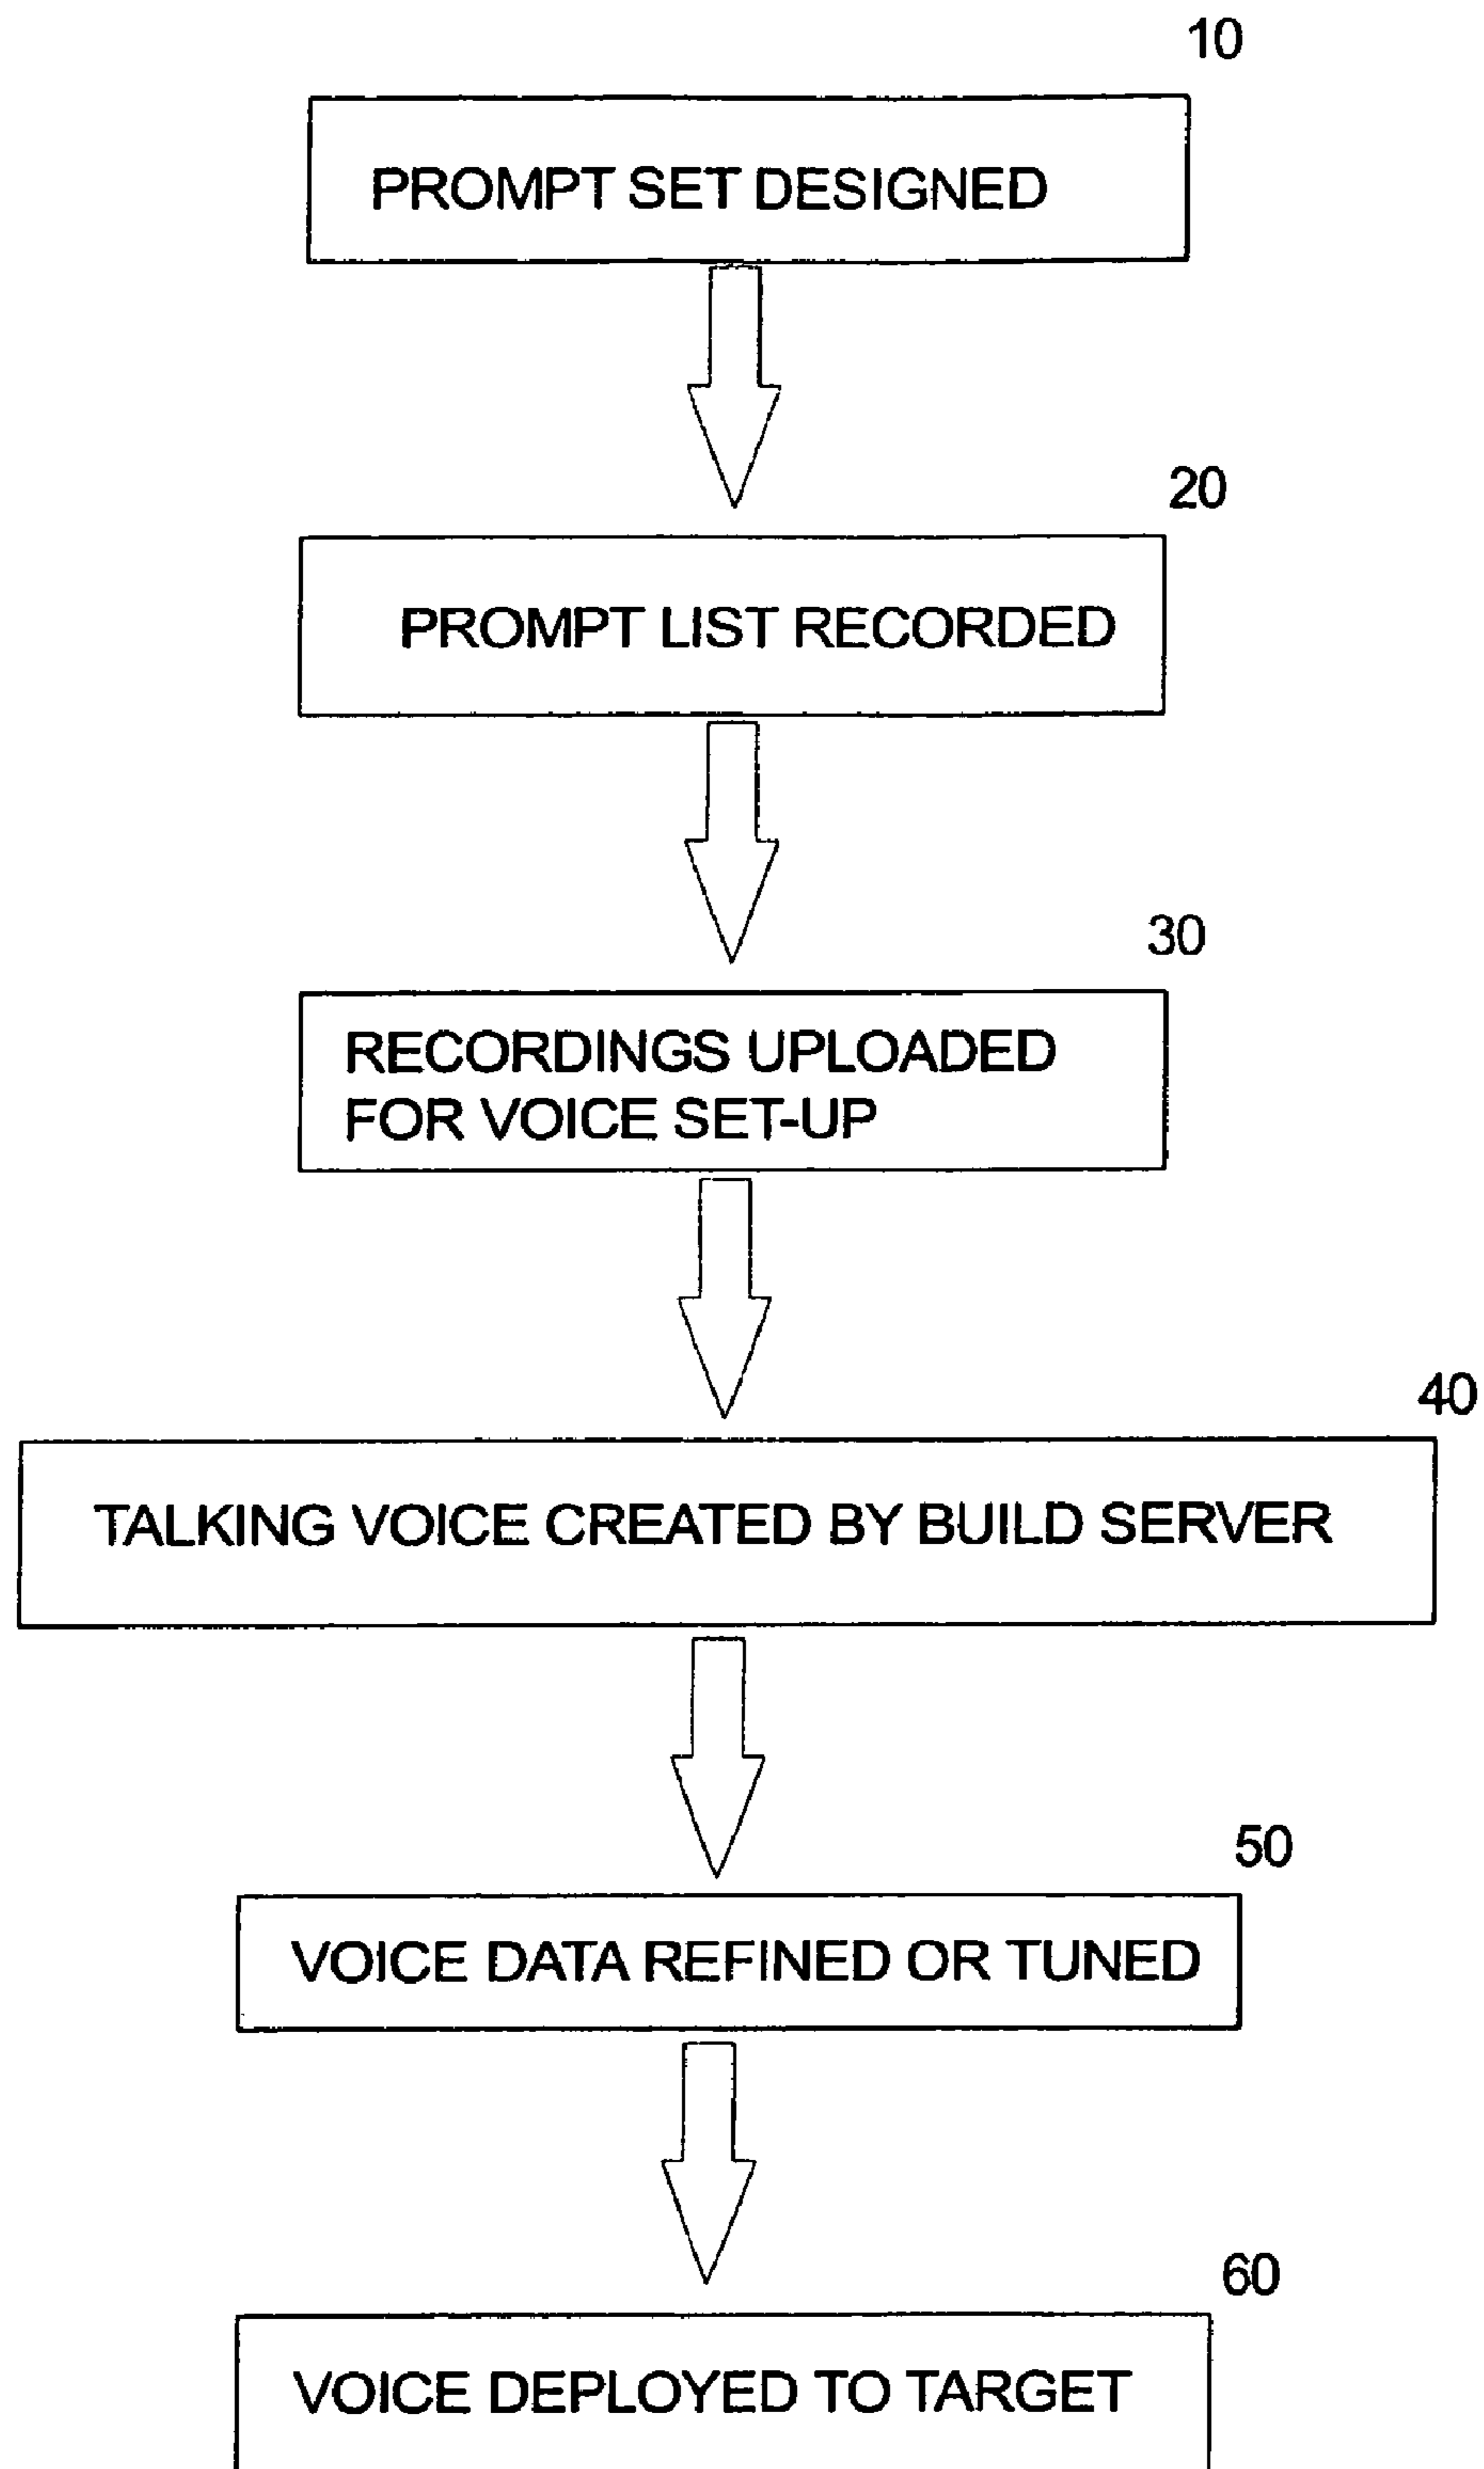 10
PROMPT SET DESIGNED
20
PROMPT LIST RECORDED
30
RECORDINGS UPLOADED
FOR VOICE SET-UP
40
TALKING VOICE CREATED BY BUILD SERVER
50
VOICE DATA REFINED OR TUNED
60
VOICE DEPLOYED TO TARGET